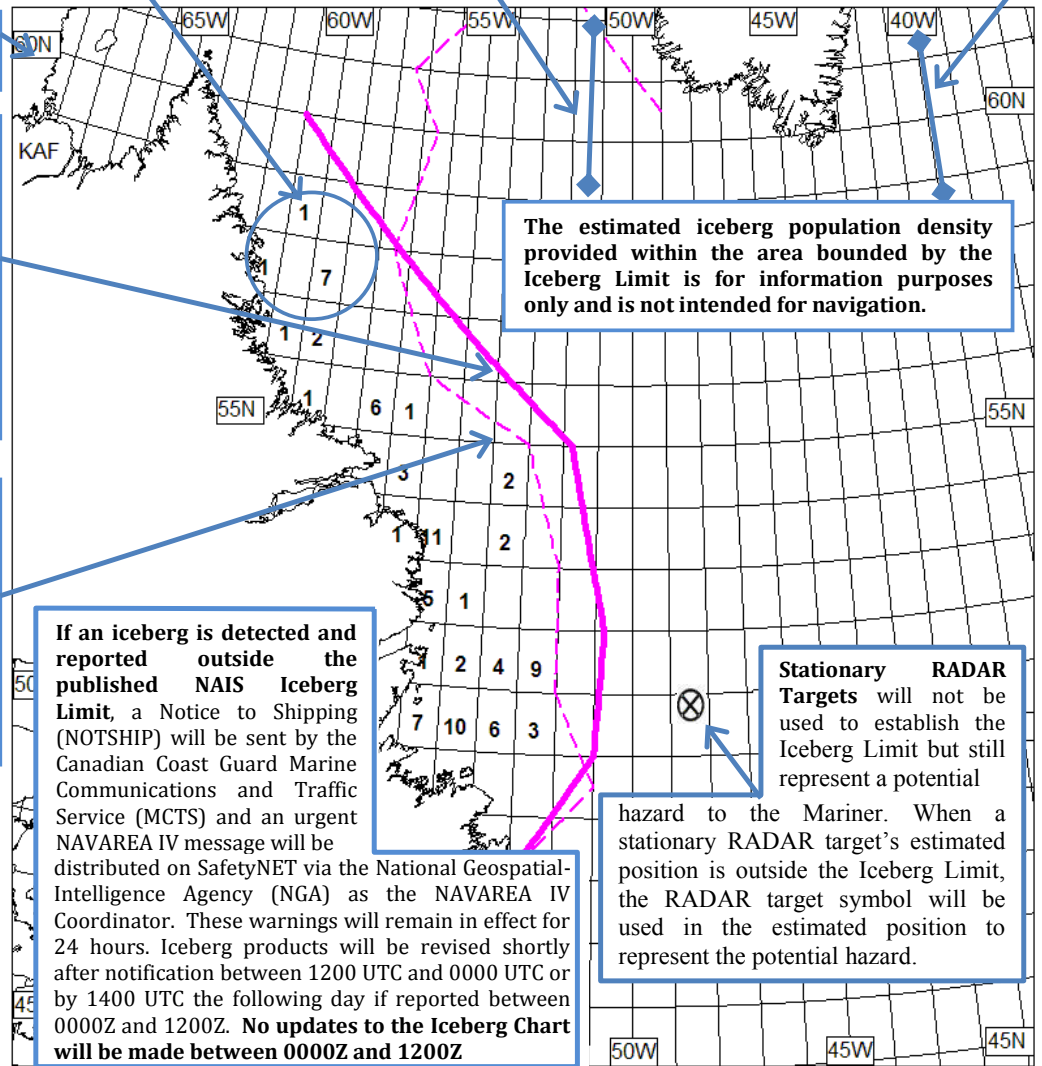 65W 60W 55W 50W 45W 40W
60N
60N
KAF
1
The estimated iceberg population density
provided within the area bounded by the
Iceberg Limit is for information purposes
only and is not intended for navigation.
1 7
1 2
55N 1 6 1 55N
3 2
1 11 2
5 1
If an iceberg is detected and
reported outside the
published NAIS Iceberg
Limit, a Notice to Shipping
(NOTSHIP) will be sent by the
Canadian Coast Guard Marine
Communications and Traffic
Service (MCTS) and an urgent
NAVAREA IV message will be
distributed on SafetyNET via the National Geospatial-
Intelligence Agency (NGA) as the NAVAREA IV
Coordinator. These warnings will remain in effect for
24 hours. Iceberg products will be revised shortly
after notification between 1200 UTC and 0000 UTC or
by 1400 UTC the following day if reported between
0000Z and 1200Z. No updates to the Iceberg Chart
will be made between 0000Z and 1200Z
50
1 2 4 9
7 10 6 3
Stationary RADAR
Targets will not be
used to establish the
Iceberg Limit but still
represent a potential
hazard to the Mariner. When a
stationary RADAR target's estimated
position is outside the Iceberg Limit,
the RADAR target symbol will be
used in the estimated position to
represent the potential hazard.
45
50W 45W 45N